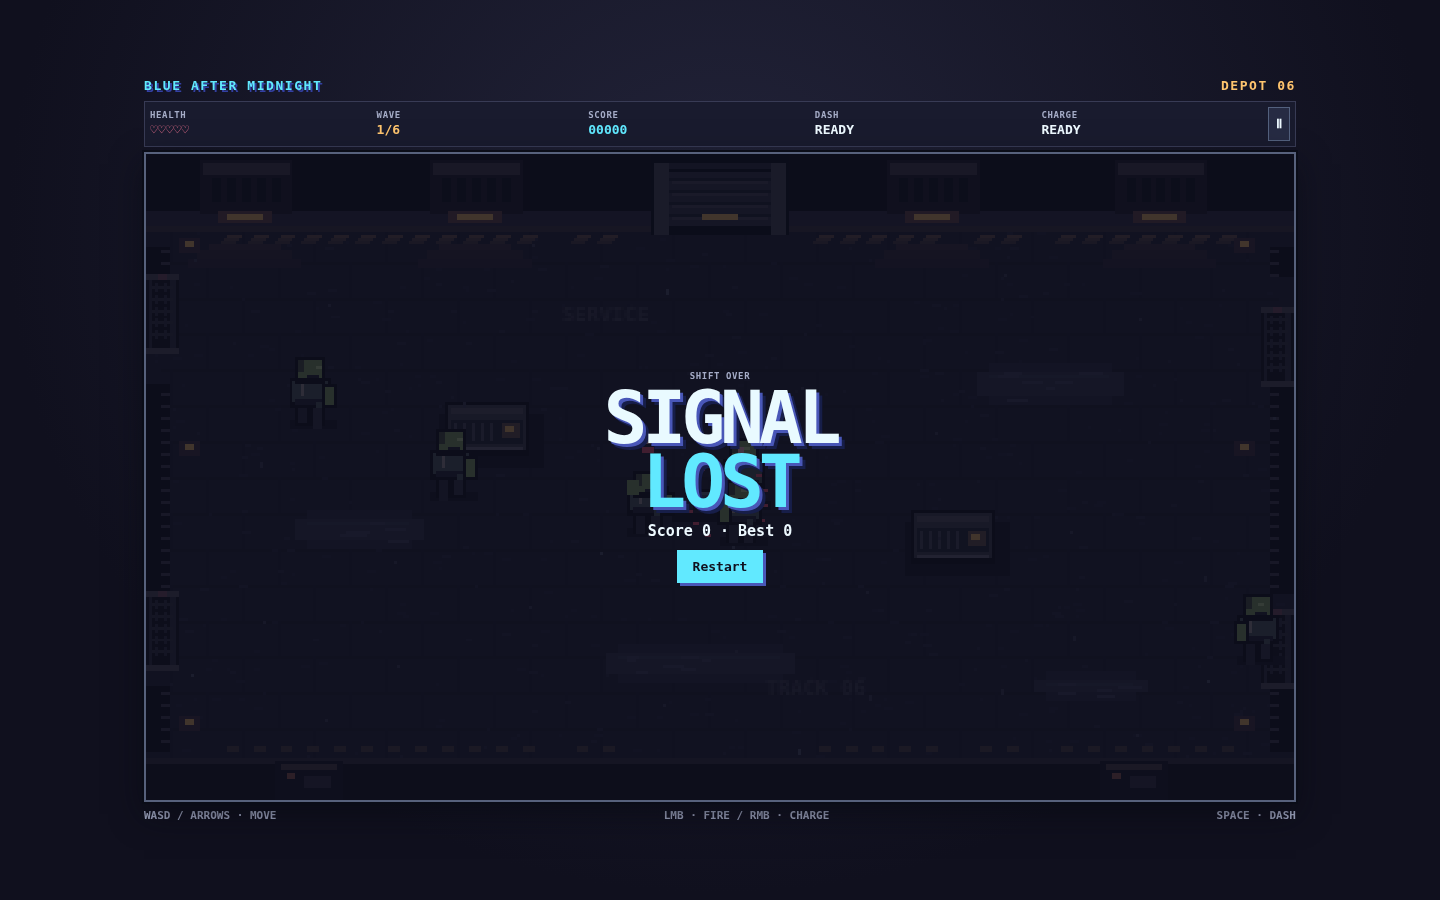 BLUE AFTER MIDNIGHT
DEPOT 06
HEALTH
♡♡♡♡♡
WAVE
1/6
SCORE
00000
DASH
READY
CHARGE
READY
SERVICE
SHIFT OVER
SIGNAL
LOST
Score 0 · Best 0
Restart
TRACK 06
WASD / ARROWS · MOVE
LMB · FIRE / RMB · CHARGE
SPACE · DASH